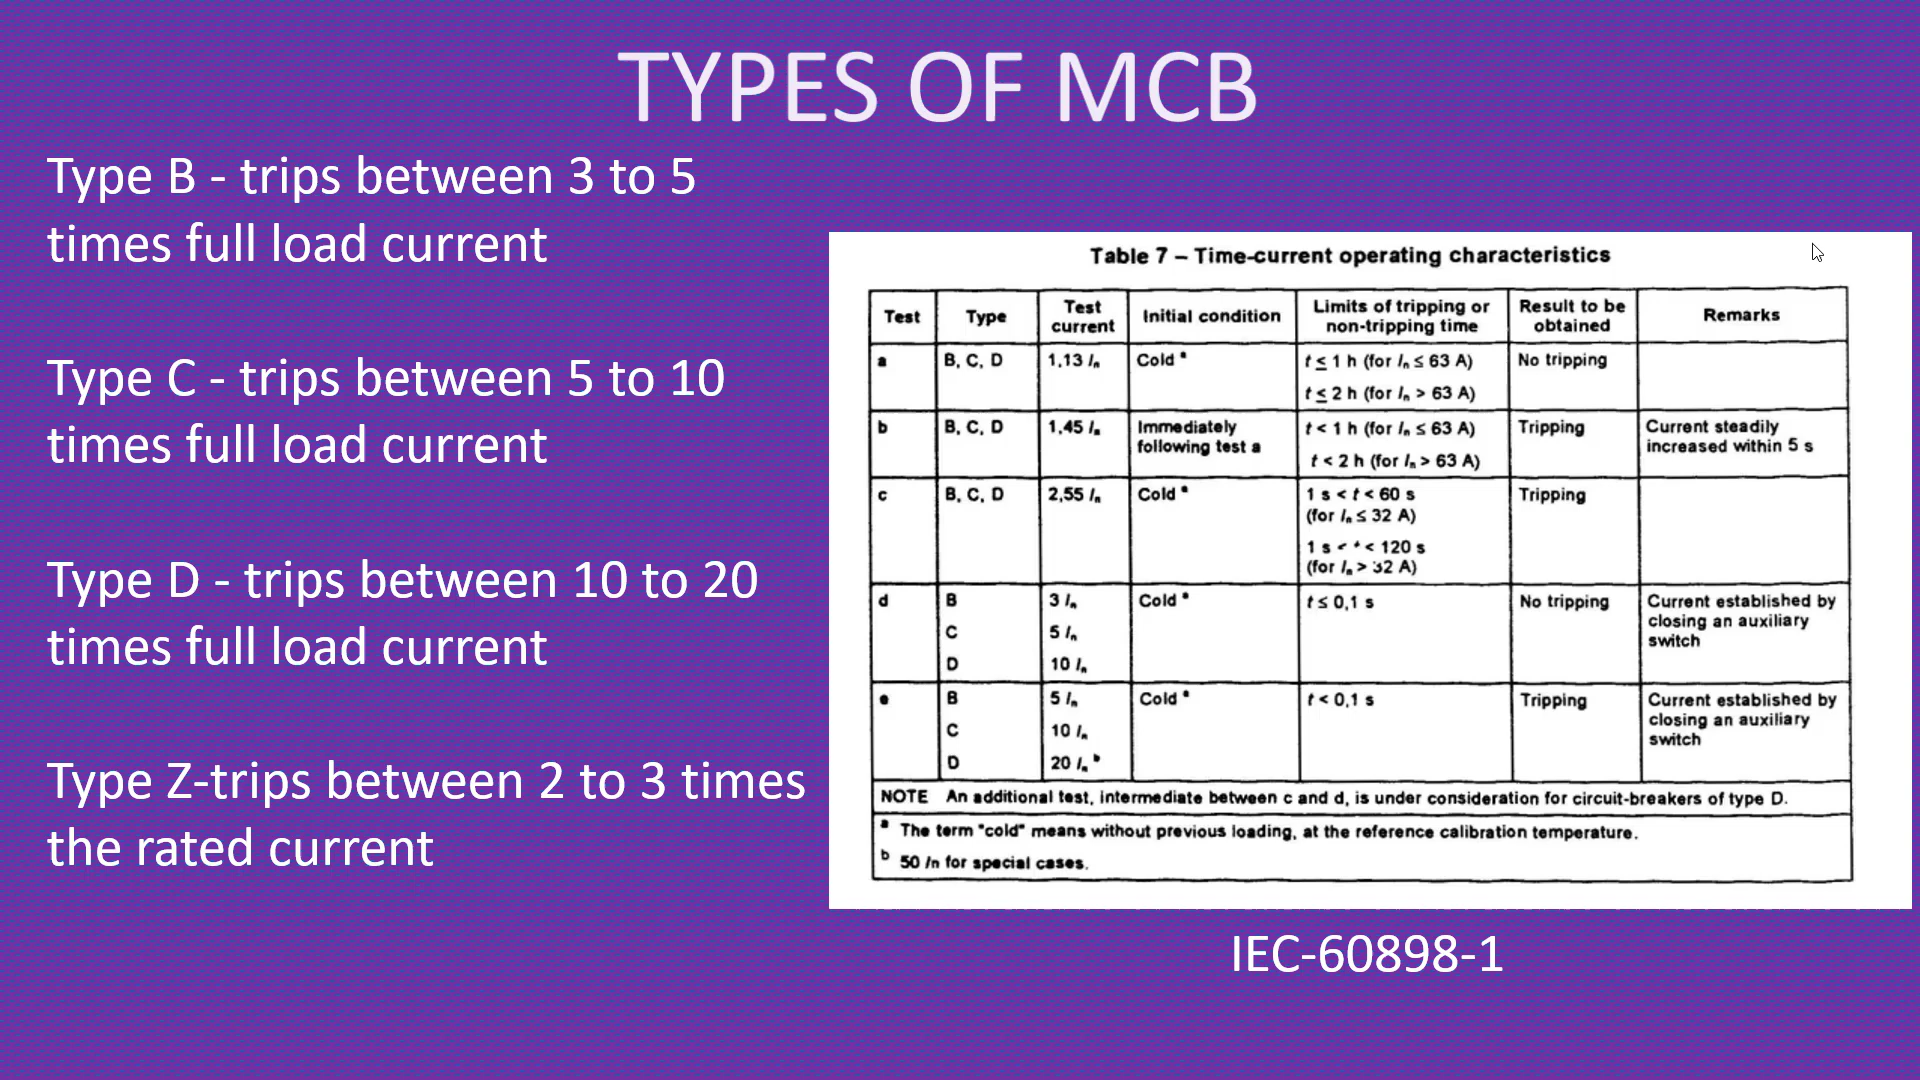 TYPES OF MCB
Type B - trips between 3 to 5
times full load current
Type C - trips between 5 to 10
times full load current
Type D - trips between 10 to 20
times full load current
Type Z-trips between 2 to 3 times
the rated current
Table 7 – Time-current operating characteristics
Test Type Test current Initial condition Limits of tripping or non-tripping time Result to be obtained Remarks
a B, C, D 1,13 Iₙ Cold ᵃ t ≤ 1 h (for Iₙ ≤ 63 A) No tripping
t ≤ 2 h (for Iₙ > 63 A)
b B, C, D 1,45 Iₙ Immediately t < 1 h (for Iₙ ≤ 63 A) Tripping Current steadily
following test a t < 2 h (for Iₙ > 63 A) increased within 5 s
c B, C, D 2,55 Iₙ Cold ᵃ 1 s < t < 60 s Tripping
(for Iₙ ≤ 32 A)
1 s < t < 120 s
(for Iₙ > 32 A)
d B 3 Iₙ Cold ᵃ t ≤ 0,1 s No tripping Current established by
C 5 Iₙ closing an auxiliary
D 10 Iₙ switch
e B 5 Iₙ Cold ᵃ t < 0,1 s Tripping Current established by
C 10 Iₙ closing an auxiliary
D 20 Iₙ ᵇ switch
NOTE An additional test, intermediate between c and d, is under consideration for circuit-breakers of type D.
ᵃ The term "cold" means without previous loading, at the reference calibration temperature.
ᵇ 50 In for special cases.
IEC-60898-1